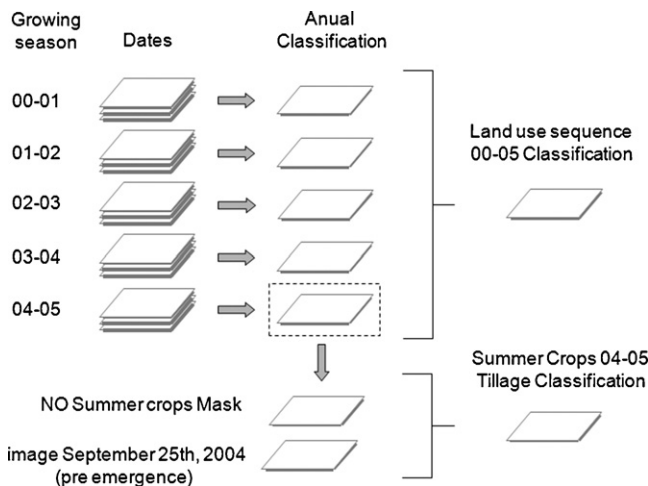 Growing
season
Dates
Anual
Classification
00-01
01-02
02-03
03-04
04-05
Land use sequence
00-05 Classification
NO Summer crops Mask
image September 25th, 2004
(pre emergence)
Summer Crops 04-05
Tillage Classification